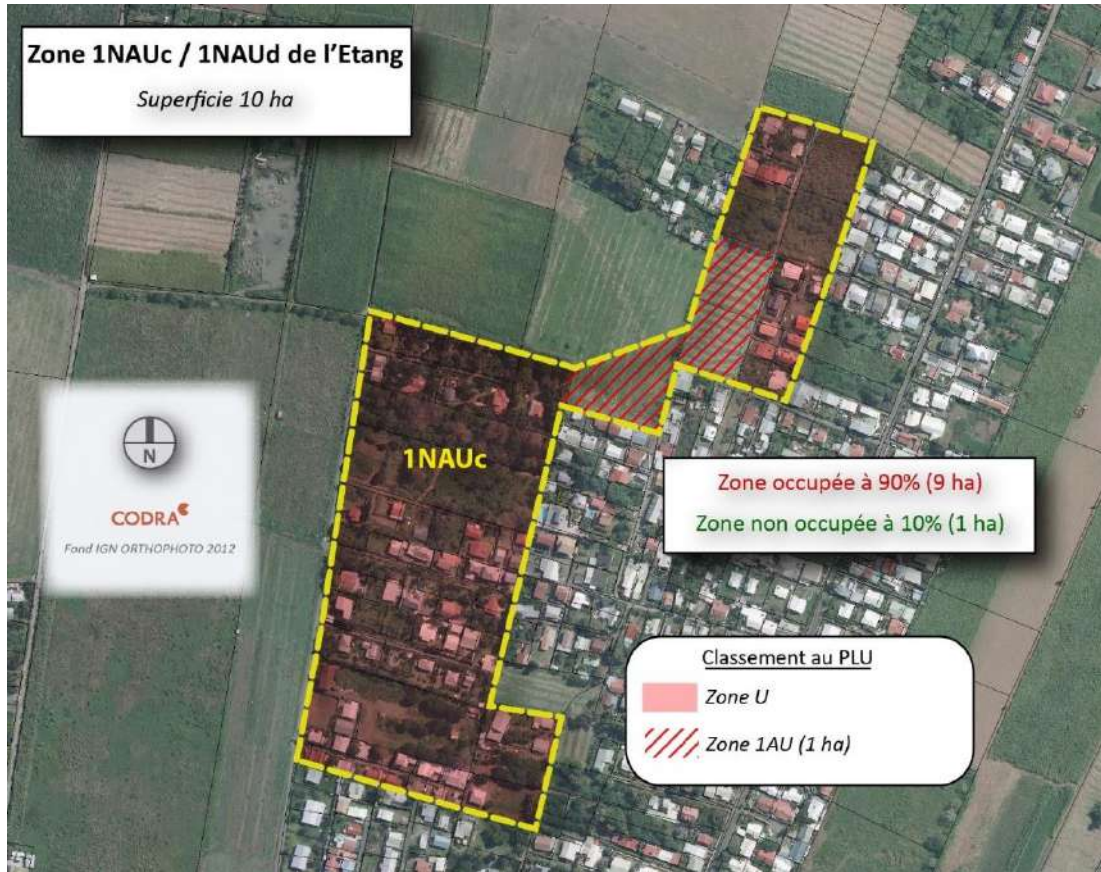 Zone 1NAUc / 1NAUd de l'Etang
Superficie 10 ha
1NAUc
N
CODRA
Fond IGN ORTHOPHOTO 2012
Zone occupée à 90% (9 ha)
Zone non occupée à 10% (1 ha)
Classement au PLU
Zone U
Zone 1AU (1 ha)